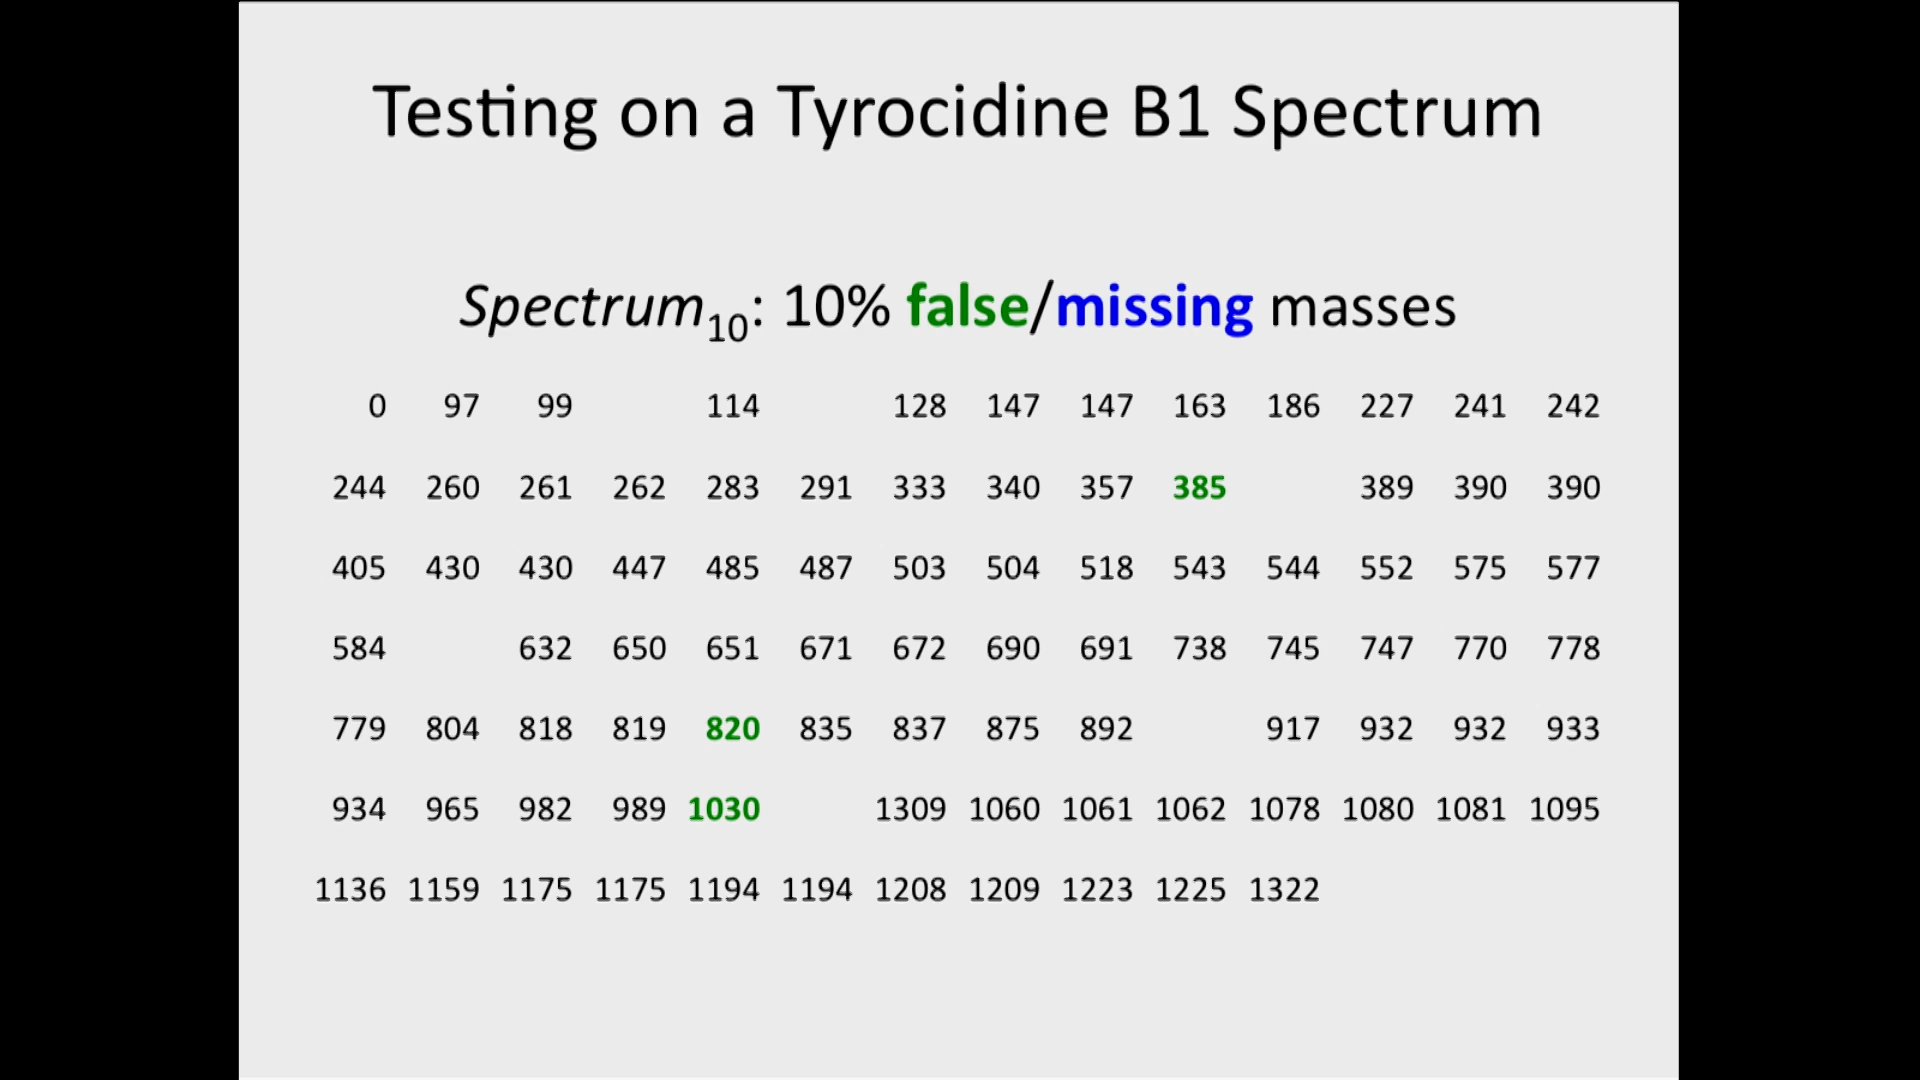 Testing on a Tyrocidine B1 Spectrum
Spectrum10: 10% false/missing masses
0 97 99 114 128 147 147 163 186 227 241 242
244 260 261 262 283 291 333 340 357 385 389 390 390
405 430 430 447 485 487 503 504 518 543 544 552 575 577
584 632 650 651 671 672 690 691 738 745 747 770 778
779 804 818 819 820 835 837 875 892 917 932 932 933
934 965 982 989 1030 1309 1060 1061 1062 1078 1080 1081 1095
1136 1159 1175 1175 1194 1194 1208 1209 1223 1225 1322